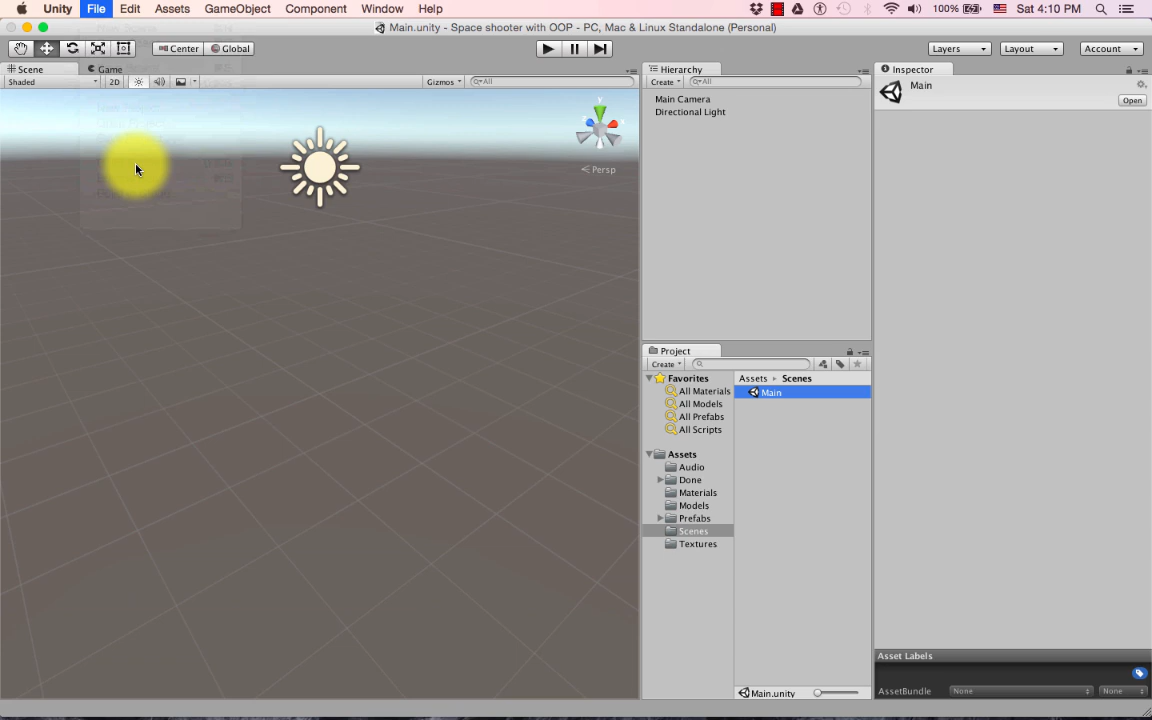 Unity File Edit Assets GameObject Component Window Help 100% Sat 4:10 PM
Main.unity - Space shooter with OOP - PC, Mac & Linux Standalone (Personal)
Center Global Layers Layout Account
Scene Game
Shaded 2D Gizmos All
Persp
Hierarchy
Create All
Main Camera
Directional Light
Project
Create
Favorites
All Materials
All Models
All Prefabs
All Scripts
Assets
Audio
Done
Materials
Models
Prefabs
Scenes
Textures
Assets Scenes
Main
Main.unity
Inspector
Main
Open
Asset Labels
AssetBundle None None